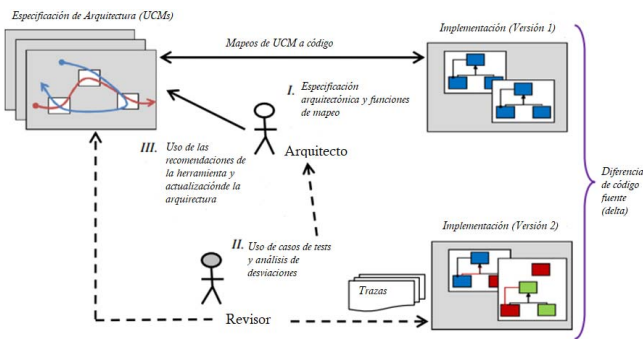 Especificación de Arquitectura (UCMs)
Implementación (Versión 1)
Mapeos de UCM a código
I. Especificación
arquitectónica y funciones
de mapeo
III. Uso de las
recomendaciones de
la herramienta y
actualizaciónde la
arquirectura
Arquitecto
Diferencia
de código
fuente
(delta)
Implementación (Versión 2)
II. Uso de casos de tests
y análisis de
desviaciones
Trazas
Revisor